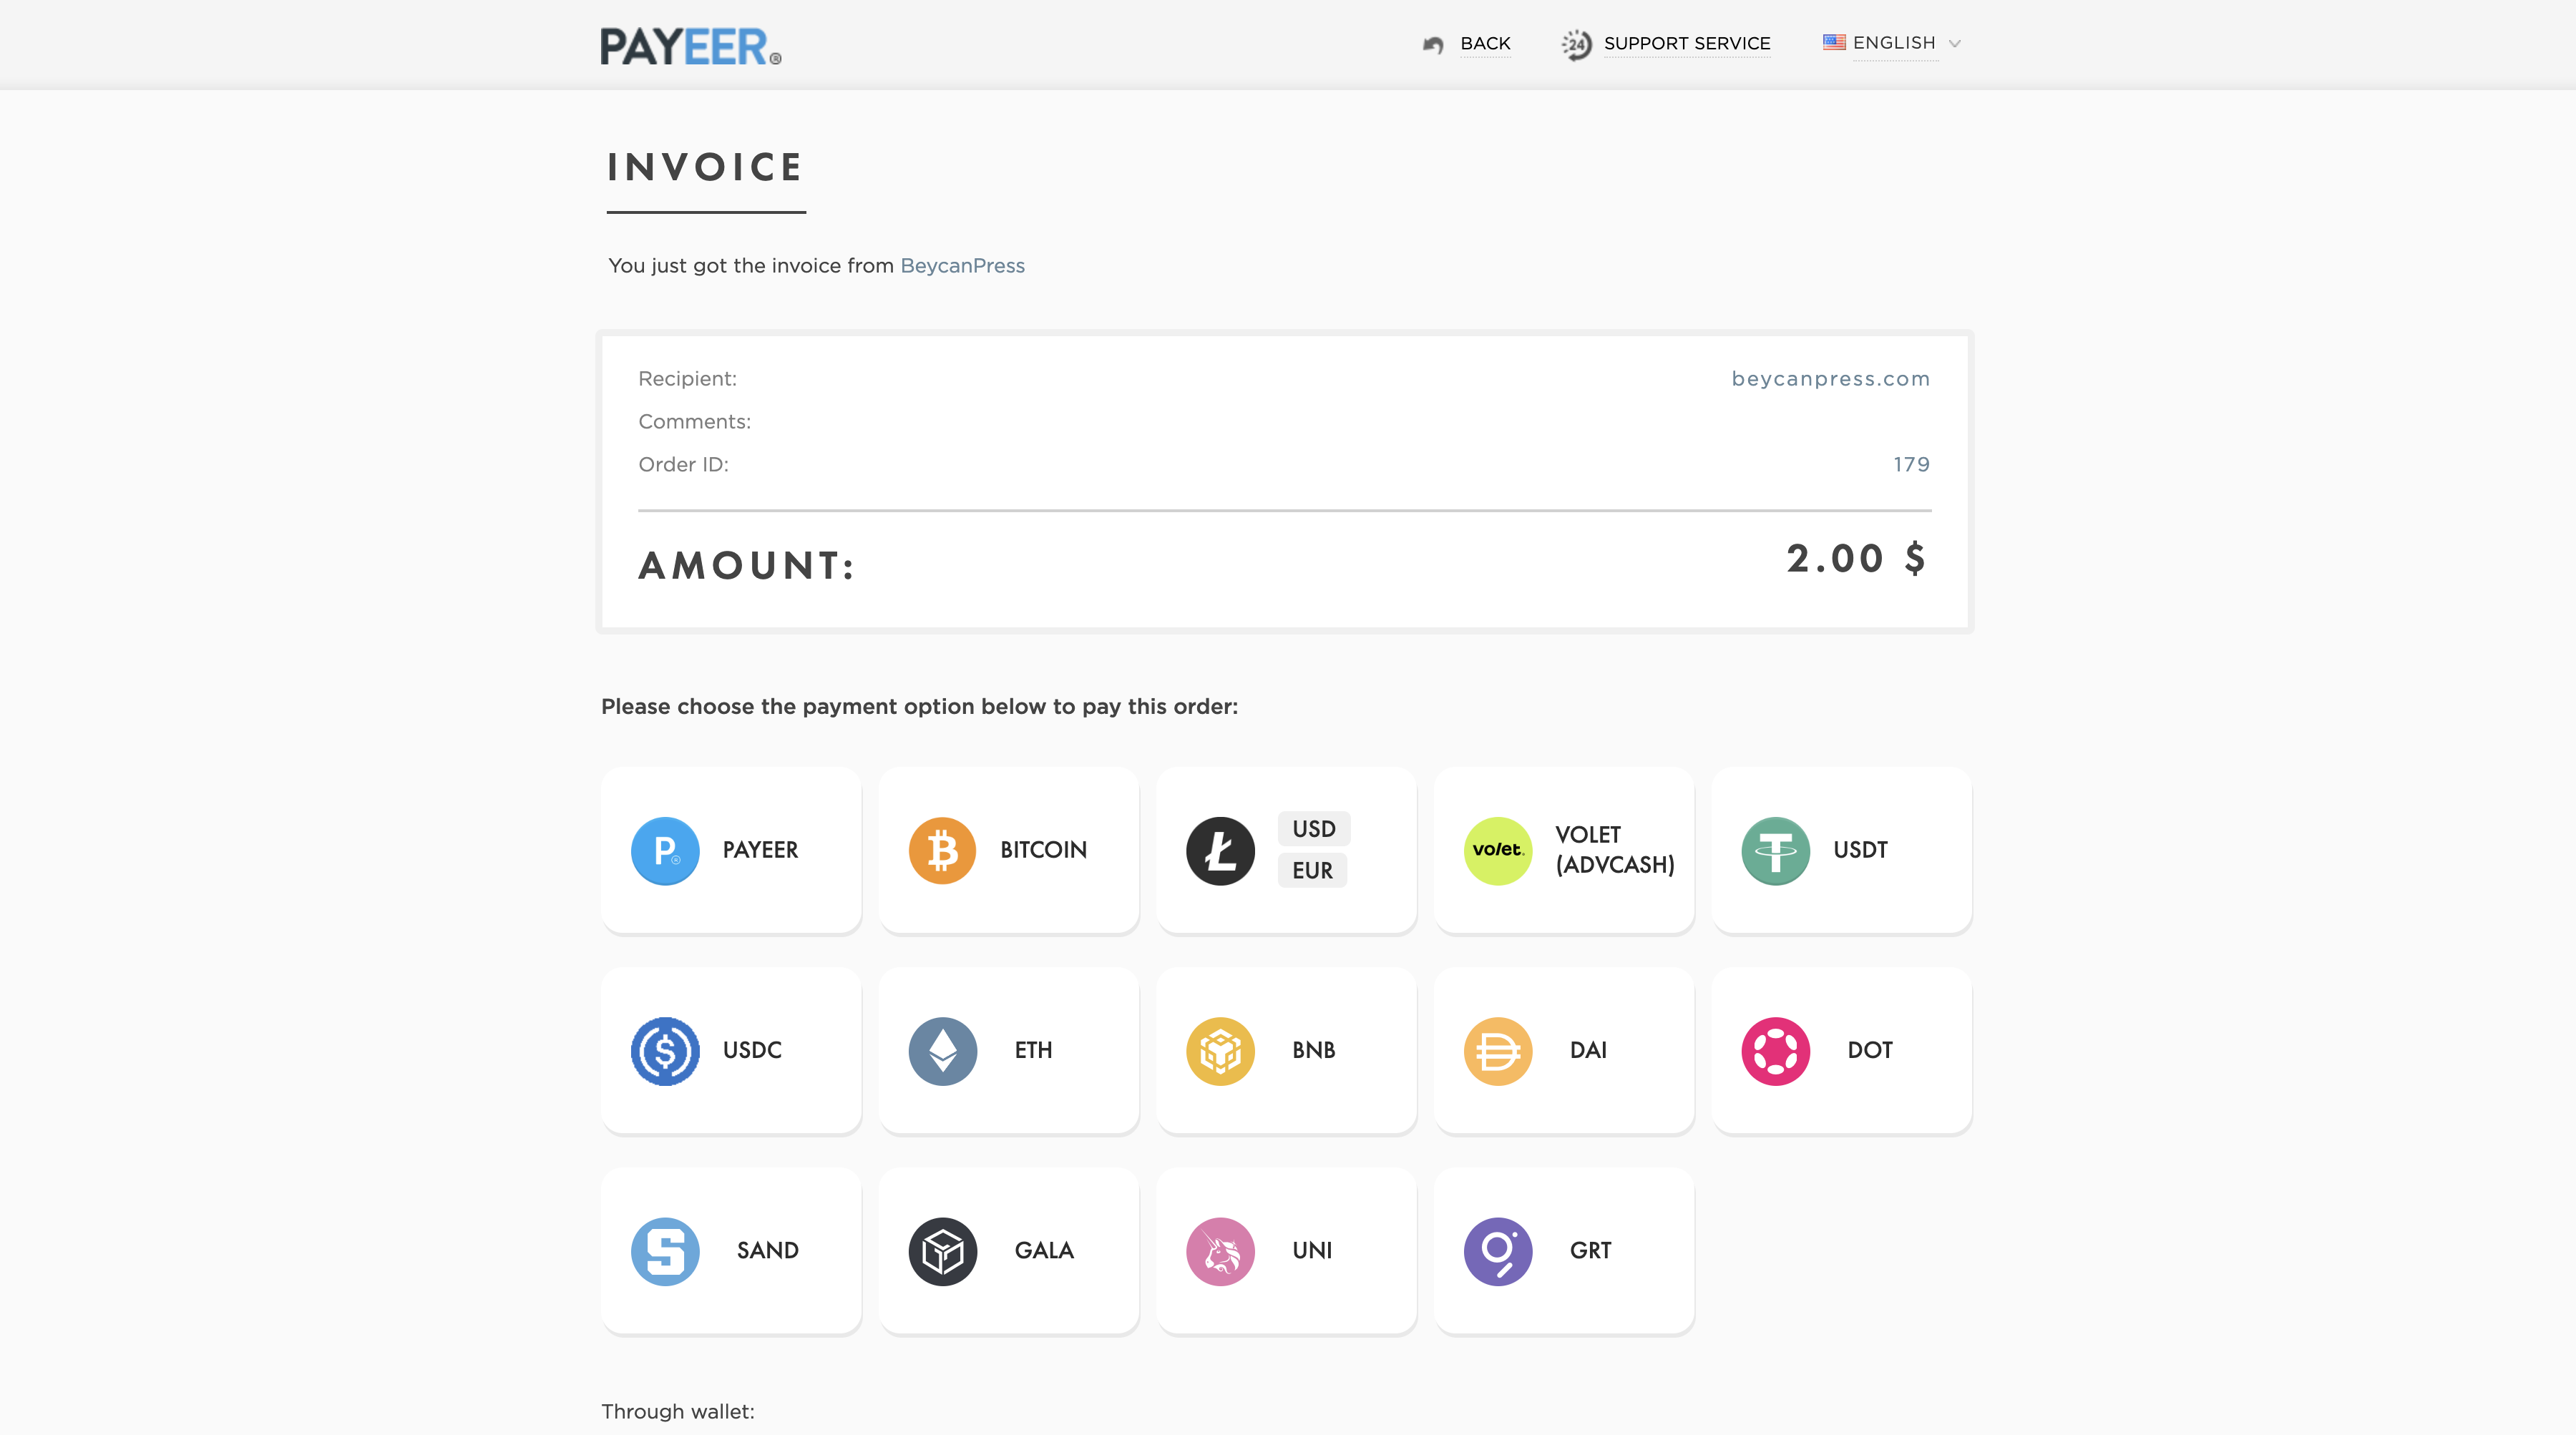 PAYEER®
BACK
24
SUPPORT SERVICE
ENGLISH
INVOICE
You just got the invoice from BeycanPress
Recipient: beycanpress.com
Comments:
Order ID: 179
AMOUNT: 2.00 $
Please choose the payment option below to pay this order:
P® PAYEER
BITCOIN
USD
EUR
volet. VOLET
(ADVCASH)
USDT
USDC
ETH
BNB
DAI
DOT
SAND
GALA
UNI
GRT
Through wallet: